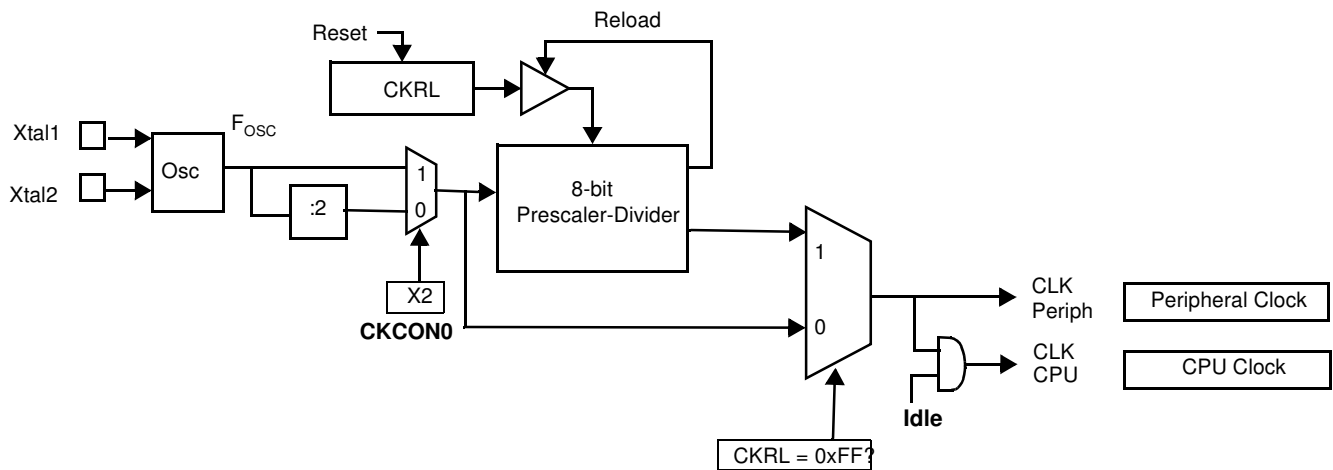 Reload
Reset
CKRL
Xtal1
Xtal2
FOSC
Osc
:2
1
0
X2
CKCON0
8-bit
Prescaler-Divider
1
0
CKRL = 0xFF?
CLK
Periph
Peripheral Clock
CLK
CPU
CPU Clock
Idle